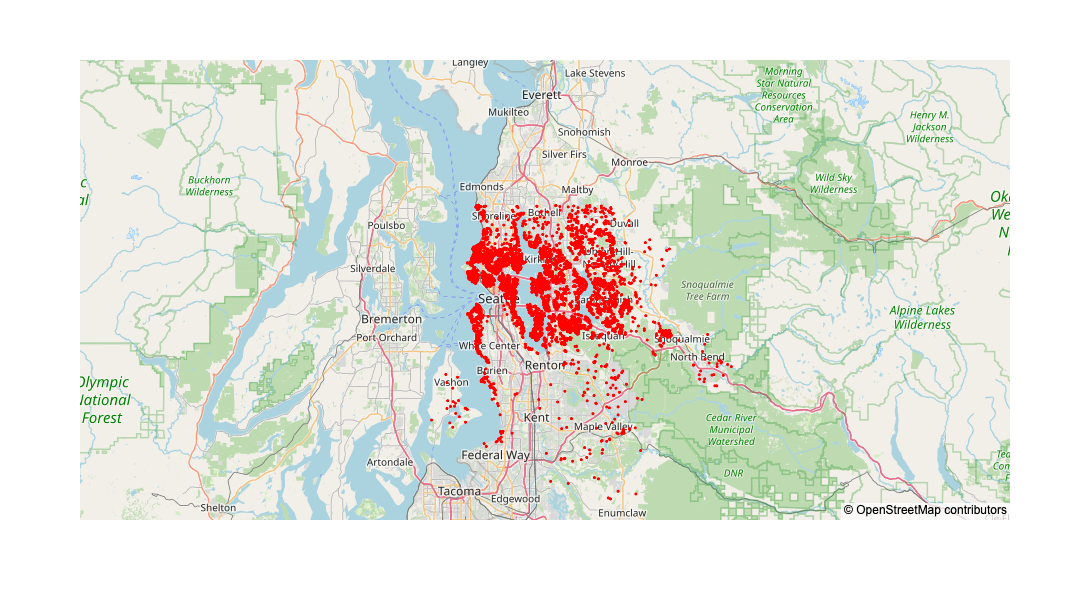 Langley
Lake Stevens
Morning
Star Natural
Resources
Conservation
Area
Everett
Mukilteo
Henry M.
Jackson
Wilderness
Snohomish
Silver Firs
Monroe
Buckhorn
Wilderness
Edmonds
Maltby
Wild Sky
Wilderness
Shoreline
Bothell
Poulsbo
Duvall
Silverdale
Snoqualmie
Tree Farm
Seattle
Bremerton
Alpine Lakes
Wilderness
Port Orchard
White Center
Issaquah
Snoqualmie
North Bend
Renton
Burien
Vashon
Olympic
National
Forest
Kent
Maple Valley
Cedar River
Municipal
Watershed
Federal Way
Artondale
DNR
Tacoma
Edgewood
Shelton
Enumclaw
© OpenStreetMap contributors